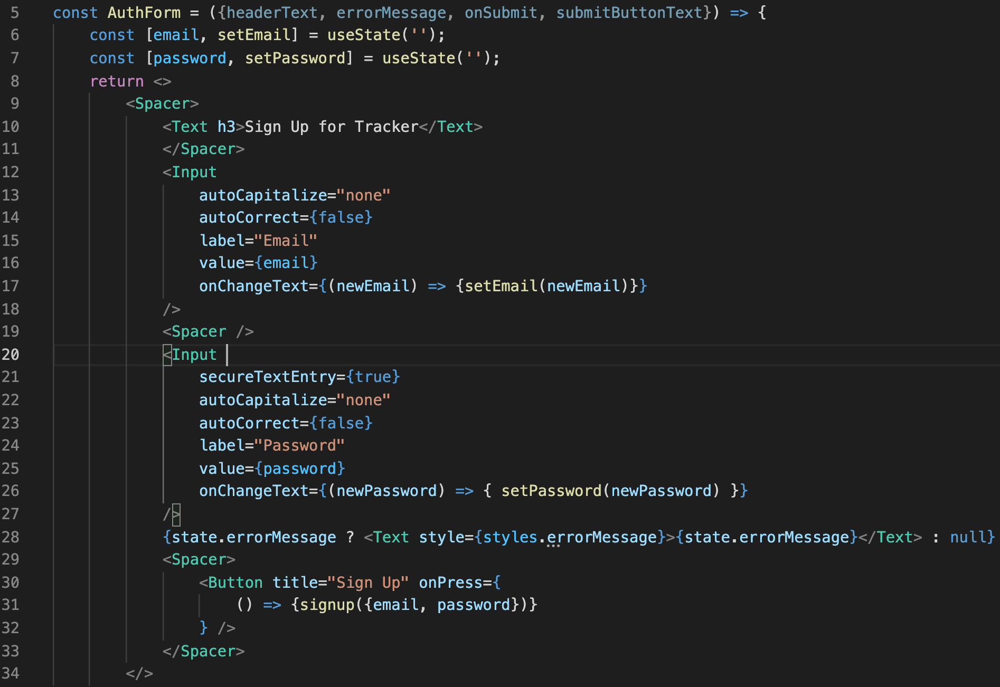 5 const AuthForm = ({headerText, errorMessage, onSubmit, submitButtonText}) => {
6 const [email, setEmail] = useState('');
7 const [password, setPassword] = useState('');
8 return <>
9 <Spacer>
10 <Text h3>Sign Up for Tracker</Text>
11 </Spacer>
12 <Input
13 autoCapitalize="none"
14 autoCorrect={false}
15 label="Email"
16 value={email}
17 onChangeText={(newEmail) => {setEmail(newEmail)}}
18 />
19 <Spacer />
20 <Input
21 secureTextEntry={true}
22 autoCapitalize="none"
23 autoCorrect={false}
24 label="Password"
25 value={password}
26 onChangeText={(newPassword) => { setPassword(newPassword) }}
27 />
28 {state.errorMessage ? <Text style={styles.errorMessage}>{state.errorMessage}</Text> : null}
29 <Spacer>
30 <Button title="Sign Up" onPress={
31 () => {signup({email, password})}
32 } />
33 </Spacer>
34 </>